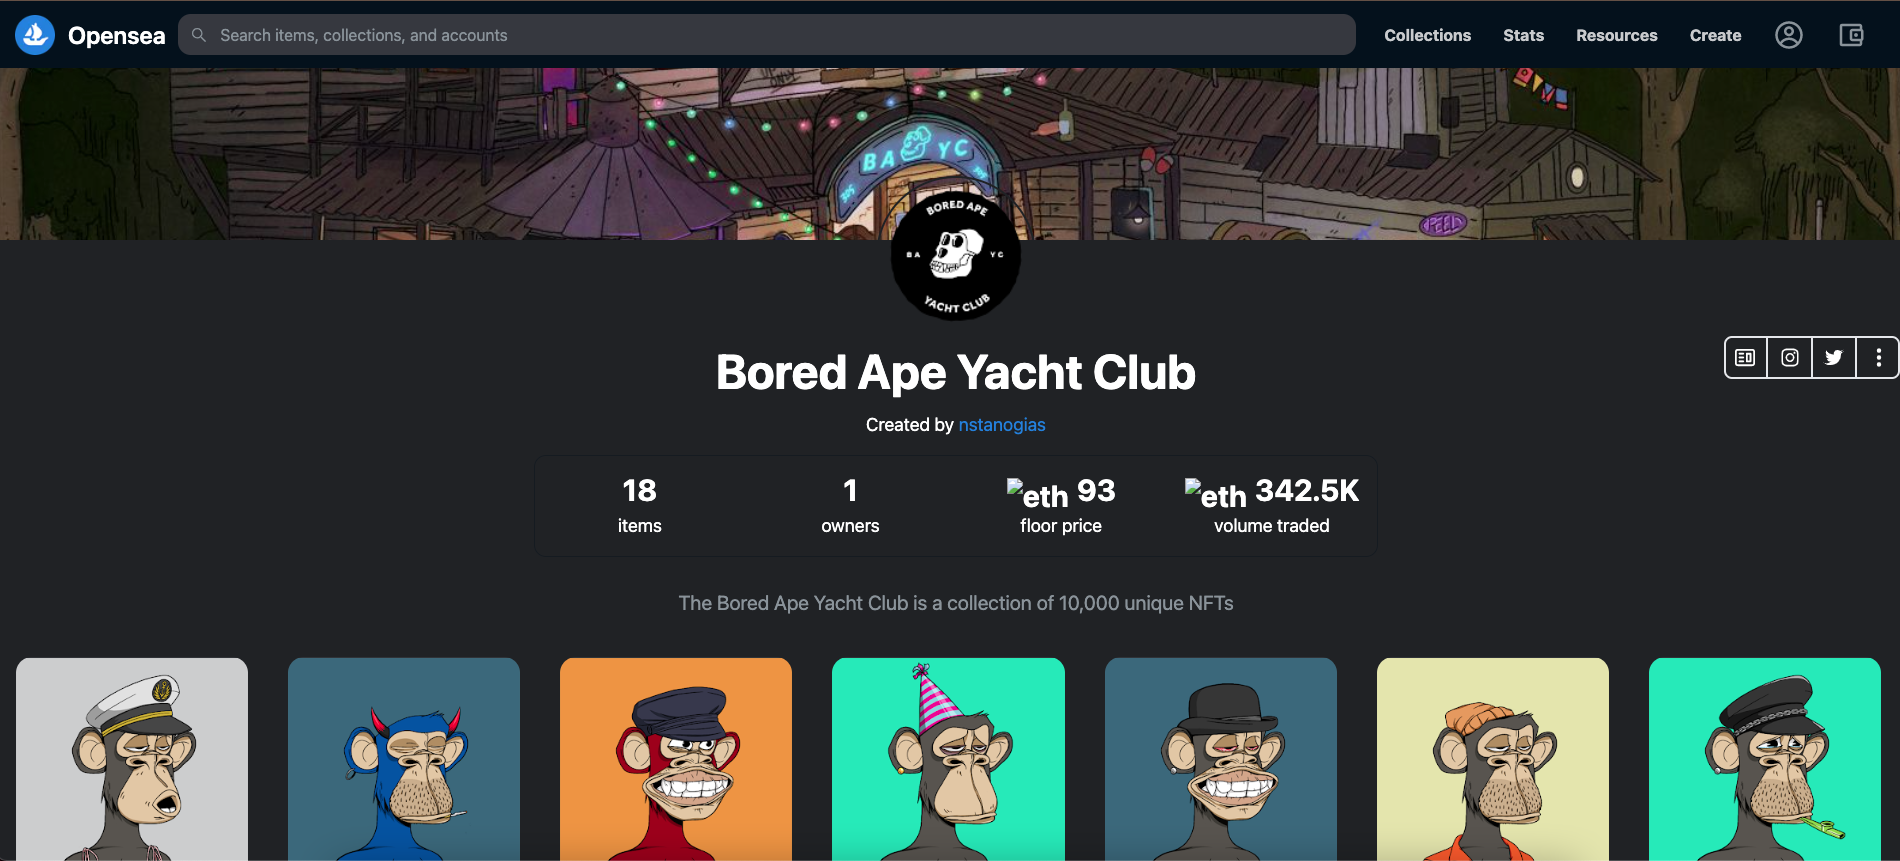 Opensea
Search items, collections, and accounts
Collections
Stats
Resources
Create
BA YC
BORED APE
BA YC
YACHT CLUB
Bored Ape Yacht Club
Created by nstanogias
18
items
1
owners
eth 93
floor price
eth 342.5K
volume traded
The Bored Ape Yacht Club is a collection of 10,000 unique NFTs